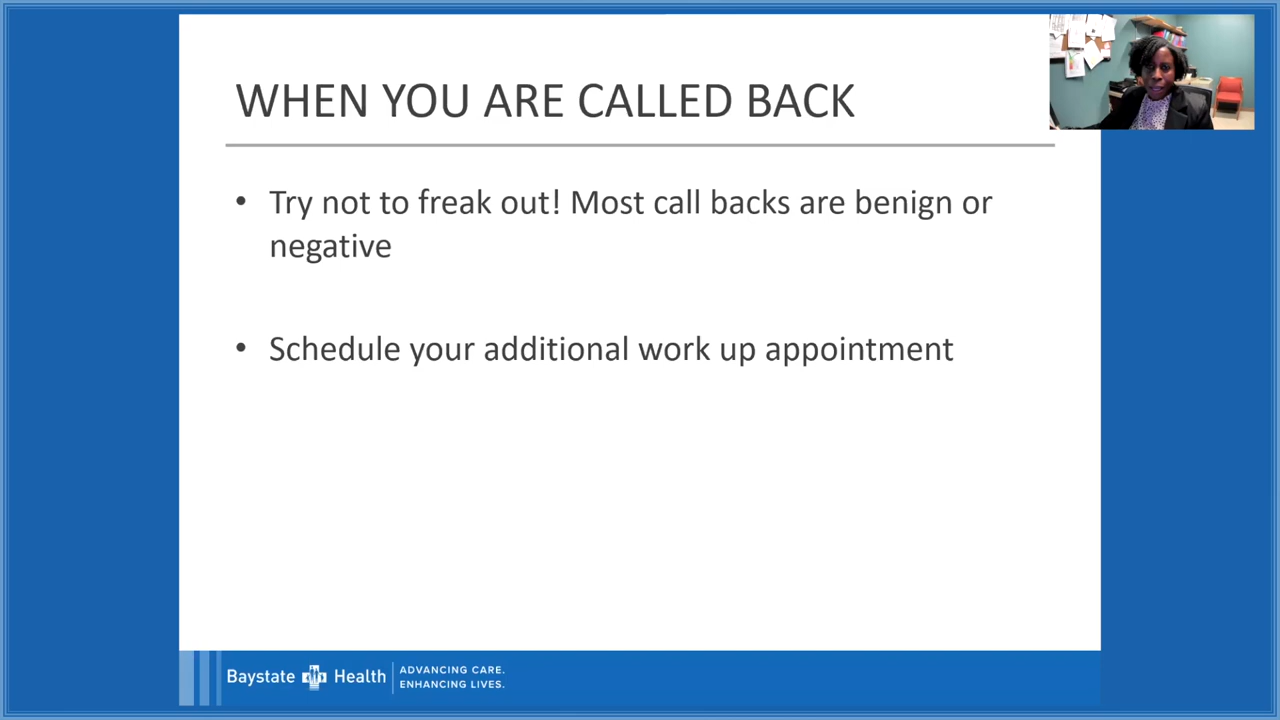 WHEN YOU ARE CALLED BACK
• Try not to freak out! Most call backs are benign or
negative
• Schedule your additional work up appointment
Baystate Health
ADVANCING CARE.
ENHANCING LIVES.